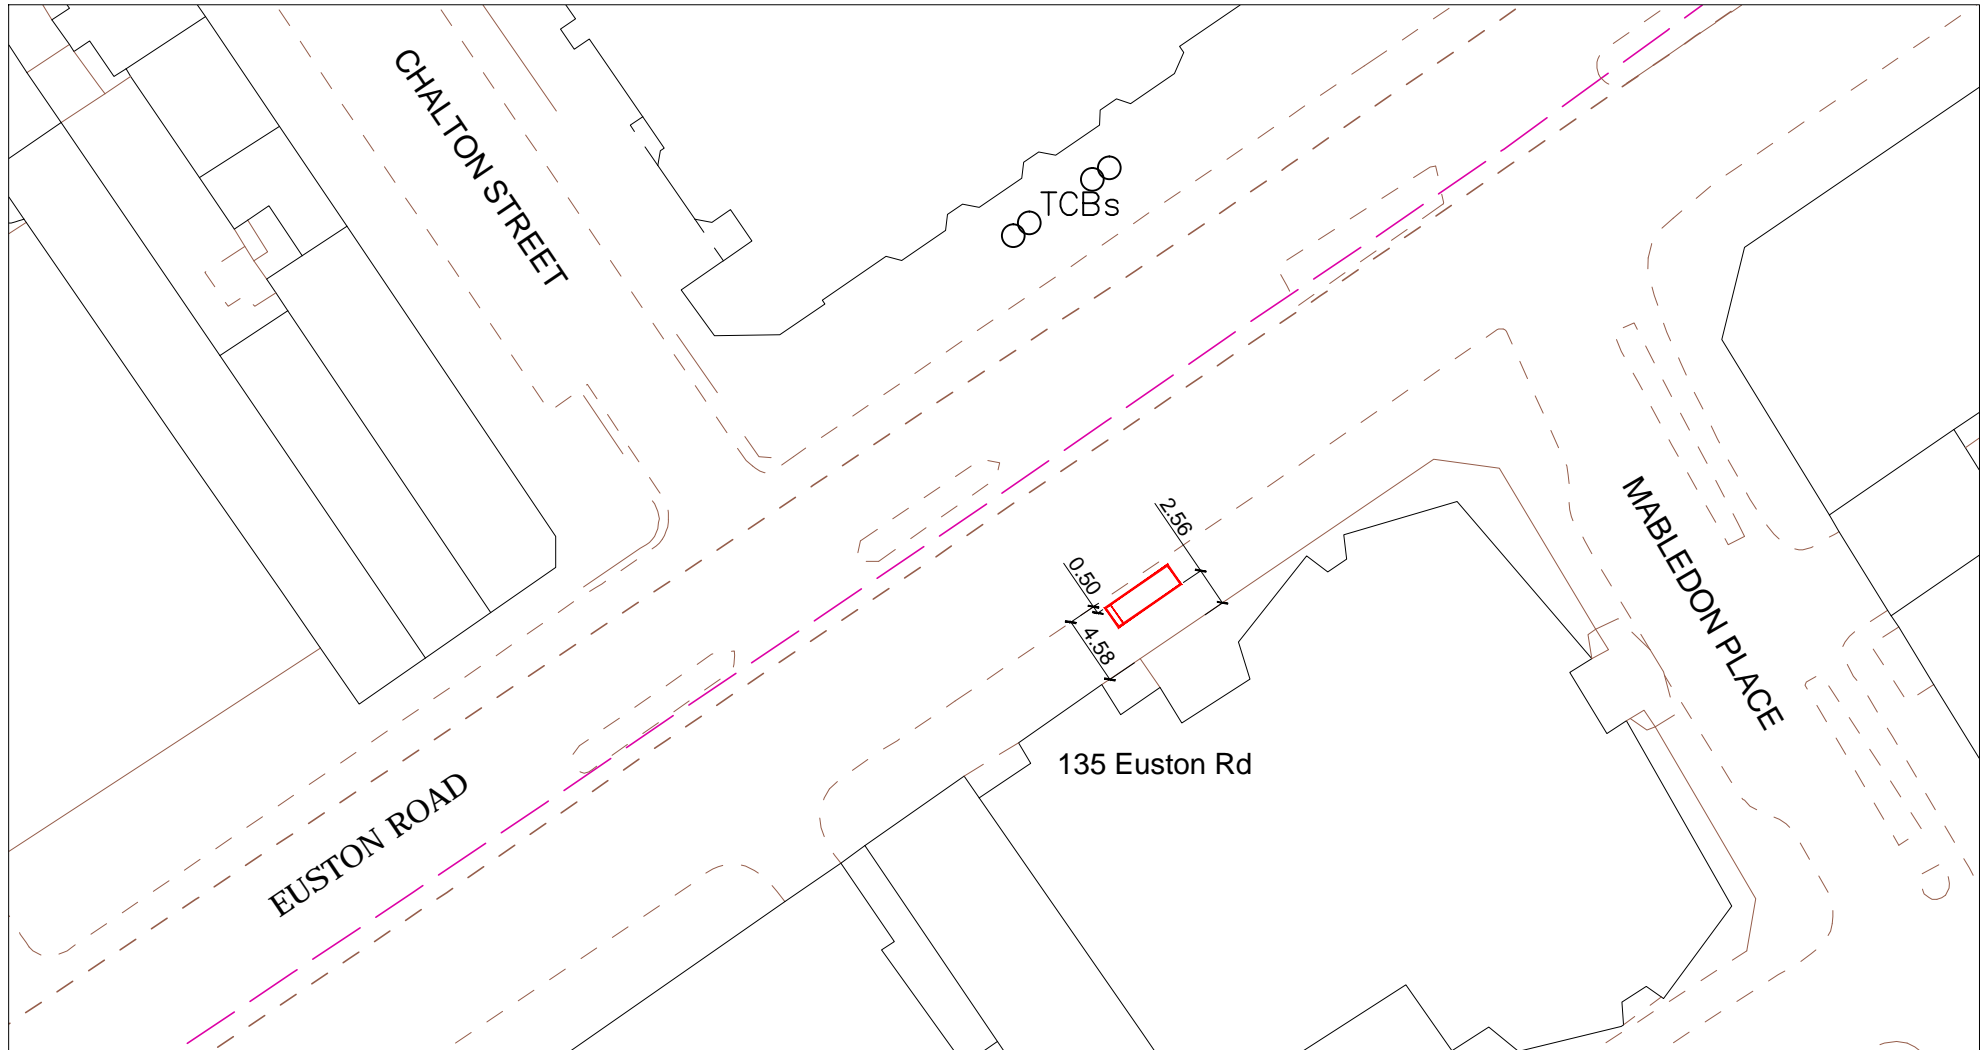 CHALTON STREET
TCBs
2.56
0.50
4.58
MABLEDON PLACE
135 Euston Rd
EUSTON ROAD